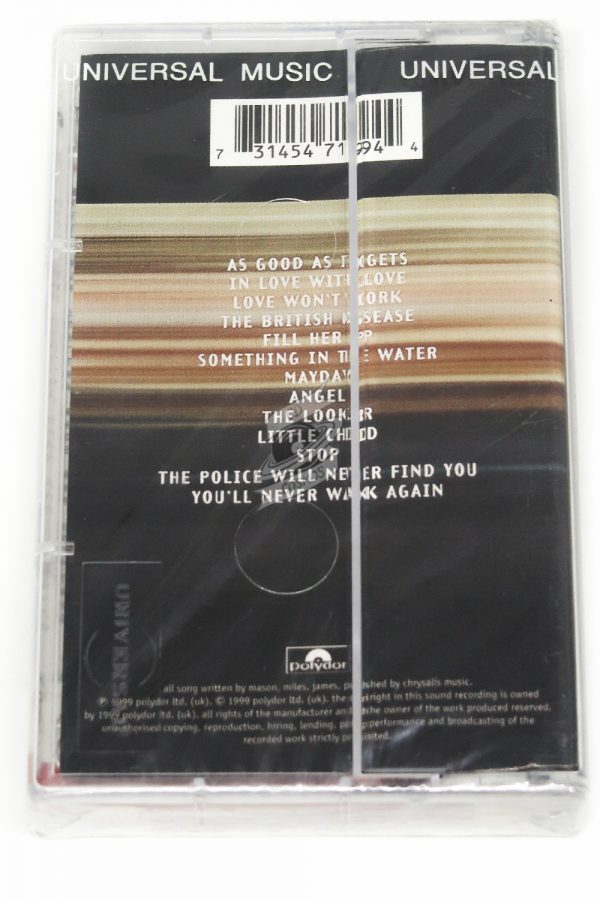 UNIVERSAL MUSIC UNIVERSAL
7 31454 71994 4
AS GOOD AS IT GETS
IN LOVE WITH LOVE
LOVE WON'T WORK
THE BRITISH DISEASE
FILL HER UP
SOMETHING IN THE WATER
MAYDAY
ANGEL
THE LOOKER
LITTLE CHILD
STOP
THE POLICE WILL NEVER FIND YOU
YOU'LL NEVER WALK AGAIN
UNIVERSAL
polydor
all song written by mason, miles, james, published by chrysalis music.
℗ 1999 polydor ltd. (uk). © 1999 polydor ltd. (uk). the copyright in this sound recording is owned
by 1999 polydor ltd. (uk). all rights of the manufacturer and the owner of the work produced reserved.
unauthorised copying, reproduction, hiring, lending, public performance and broadcasting of the
recorded work strictly prohibited.